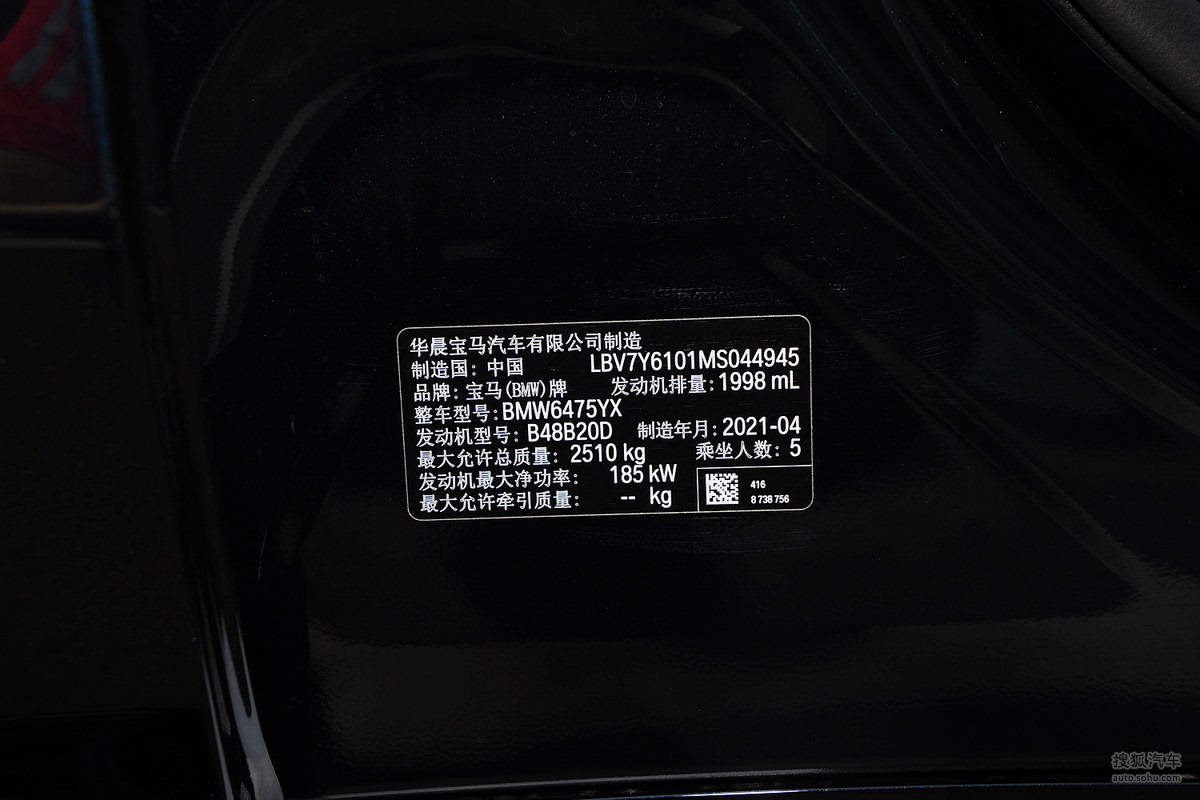 华晨宝马汽车有限公司制造
制造国: 中国 LBV7Y6101MS044945
品牌: 宝马(BMW)牌 发动机排量: 1998 mL
整车型号: BMW6475YX
发动机型号: B48B20D 制造年月: 2021-04
最大允许总质量: 2510 kg 乘坐人数: 5
发动机最大净功率: 185 kW
最大允许牵引质量: -- kg
416
8 738 756
搜狐汽车
auto.sohu.com